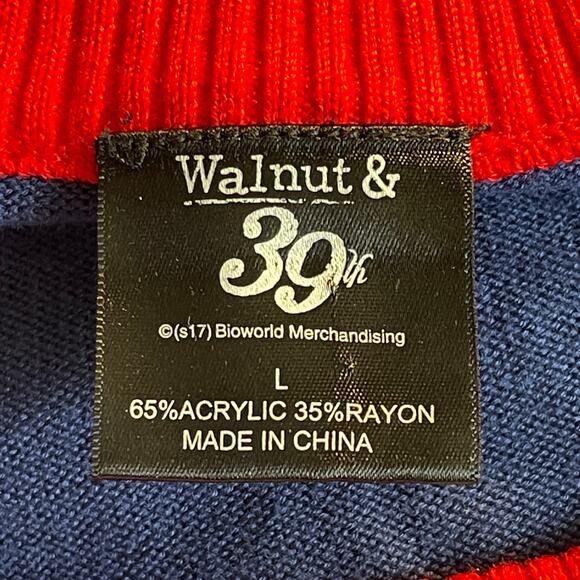 Walnut &
39th
©(s17) Bioworld Merchandising
L
65%ACRYLIC 35%RAYON
MADE IN CHINA